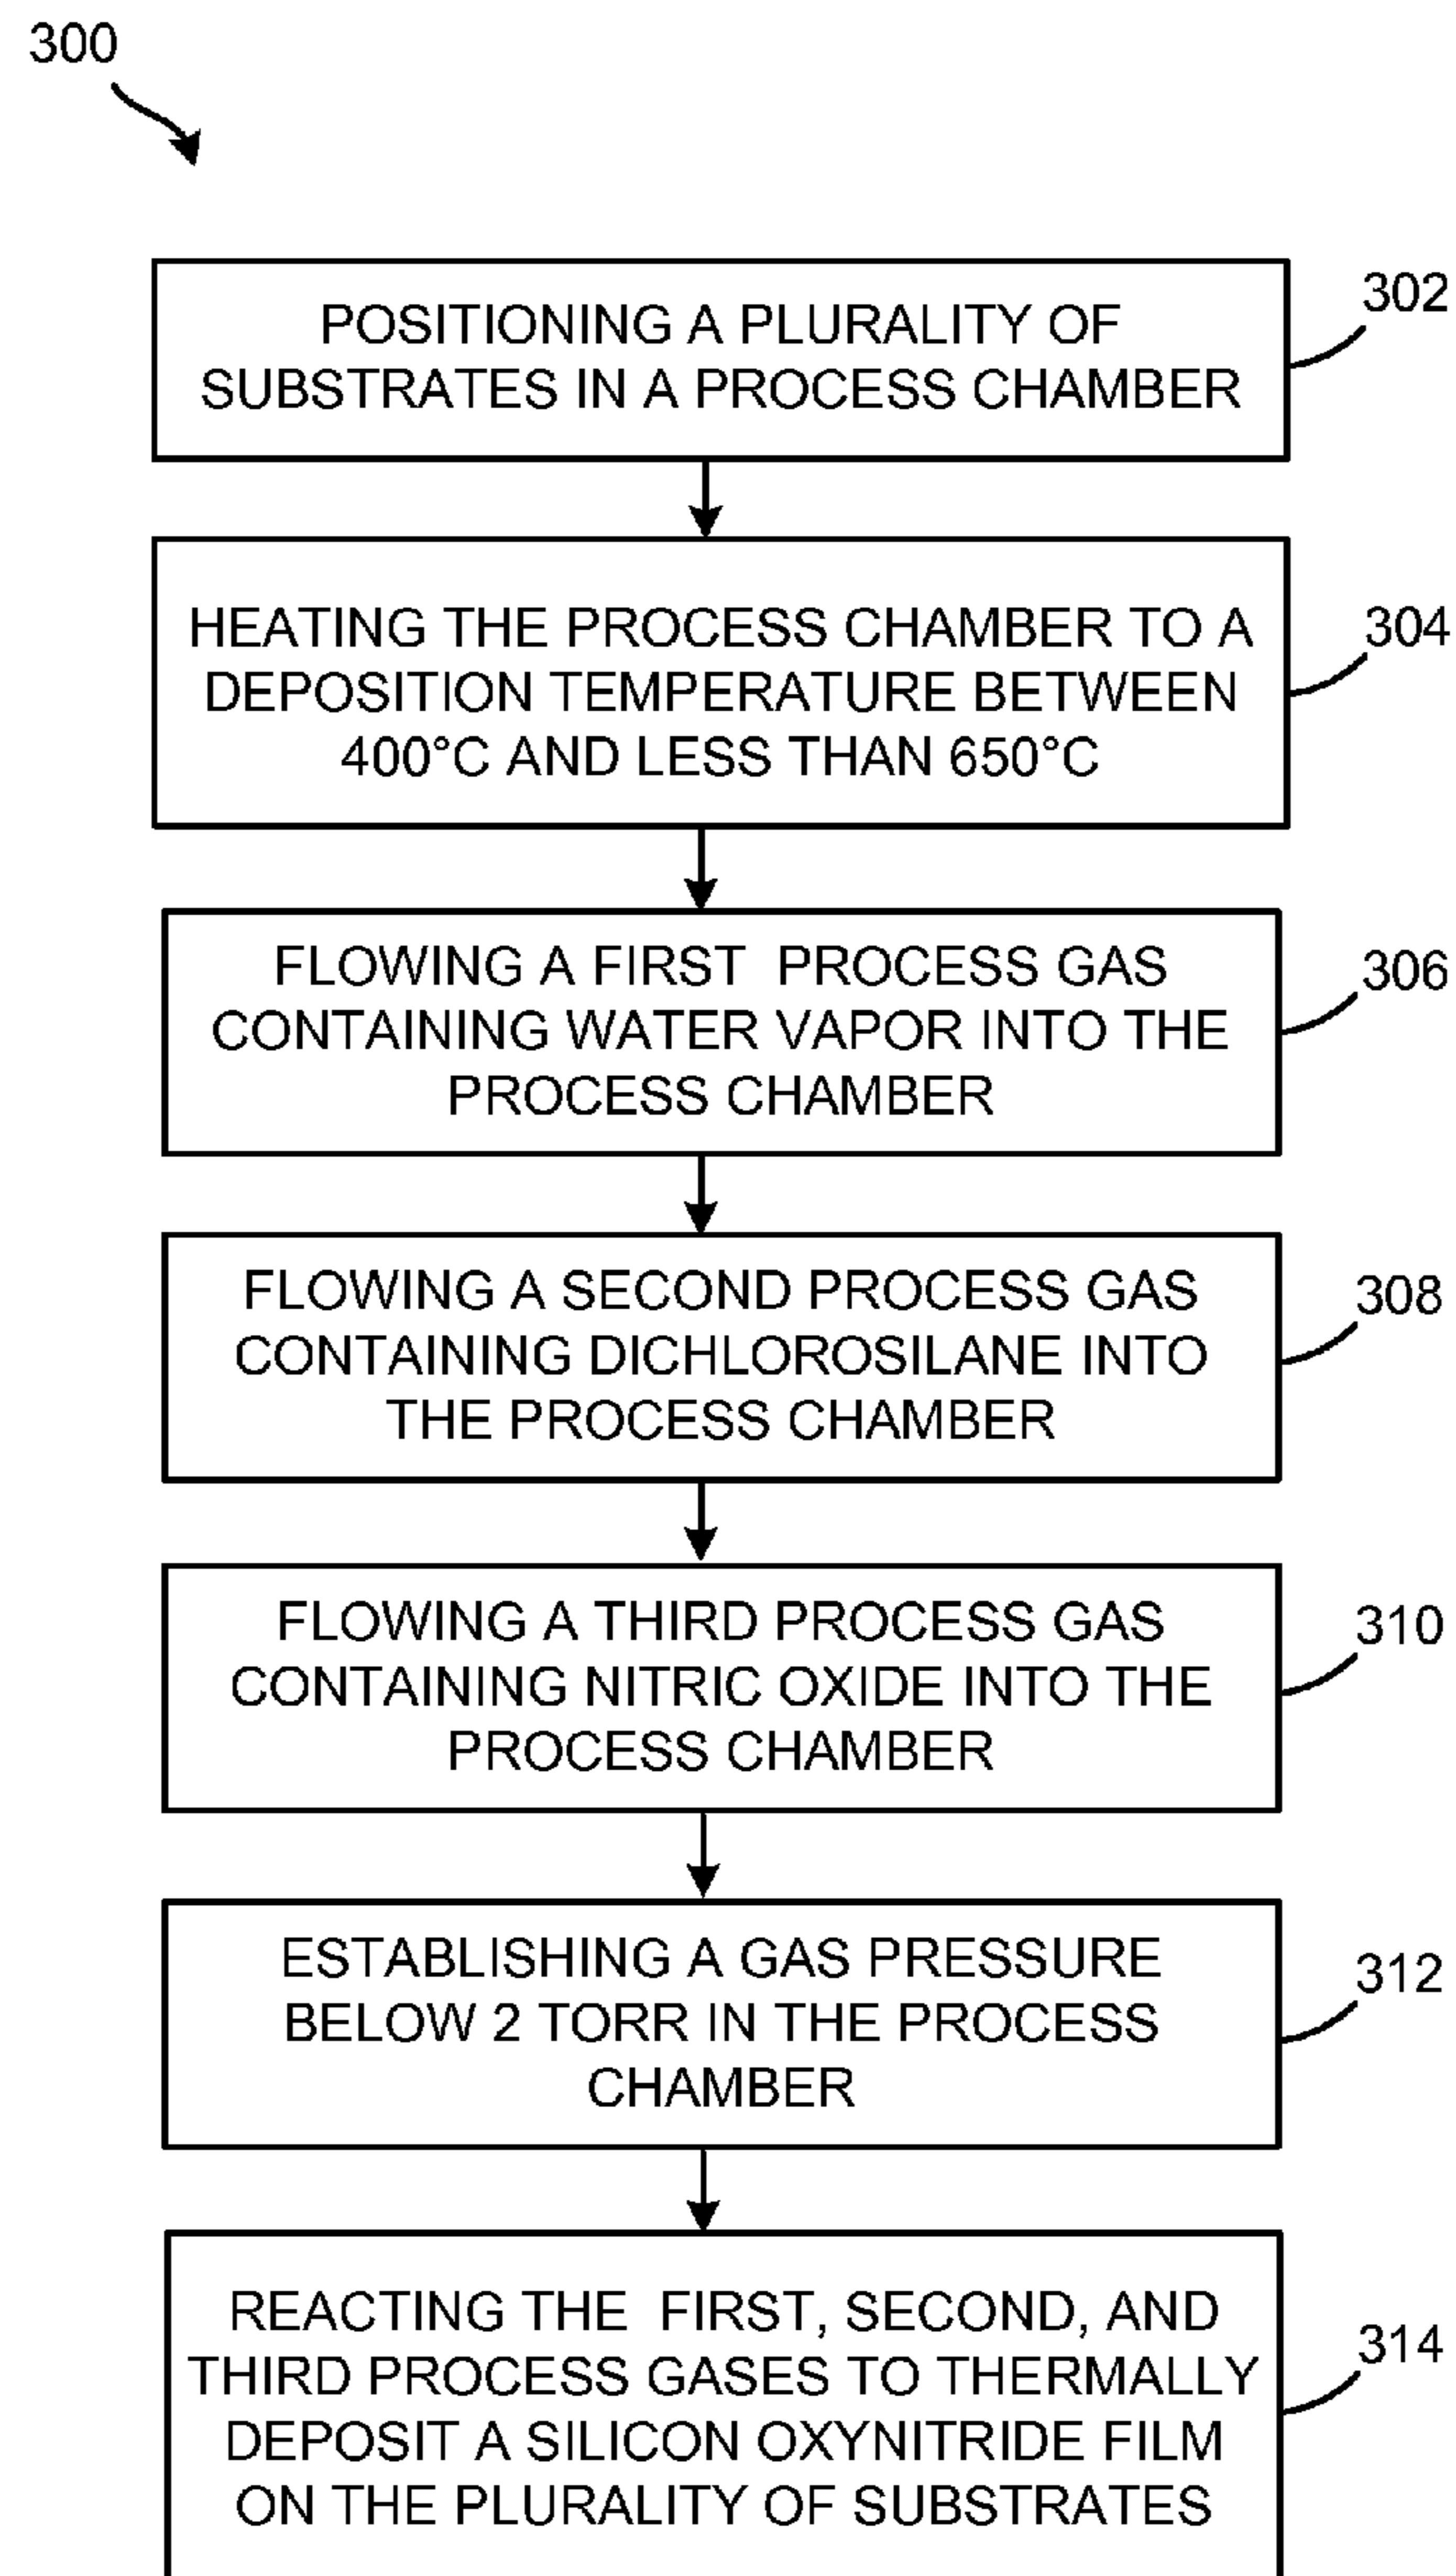 300
POSITIONING A PLURALITY OF
SUBSTRATES IN A PROCESS CHAMBER
302
HEATING THE PROCESS CHAMBER TO A
DEPOSITION TEMPERATURE BETWEEN
400°C AND LESS THAN 650°C
304
FLOWING A FIRST PROCESS GAS
CONTAINING WATER VAPOR INTO THE
PROCESS CHAMBER
306
FLOWING A SECOND PROCESS GAS
CONTAINING DICHLOROSILANE INTO
THE PROCESS CHAMBER
308
FLOWING A THIRD PROCESS GAS
CONTAINING NITRIC OXIDE INTO THE
PROCESS CHAMBER
310
ESTABLISHING A GAS PRESSURE
BELOW 2 TORR IN THE PROCESS
CHAMBER
312
REACTING THE FIRST, SECOND, AND
THIRD PROCESS GASES TO THERMALLY
DEPOSIT A SILICON OXYNITRIDE FILM
ON THE PLURALITY OF SUBSTRATES
314